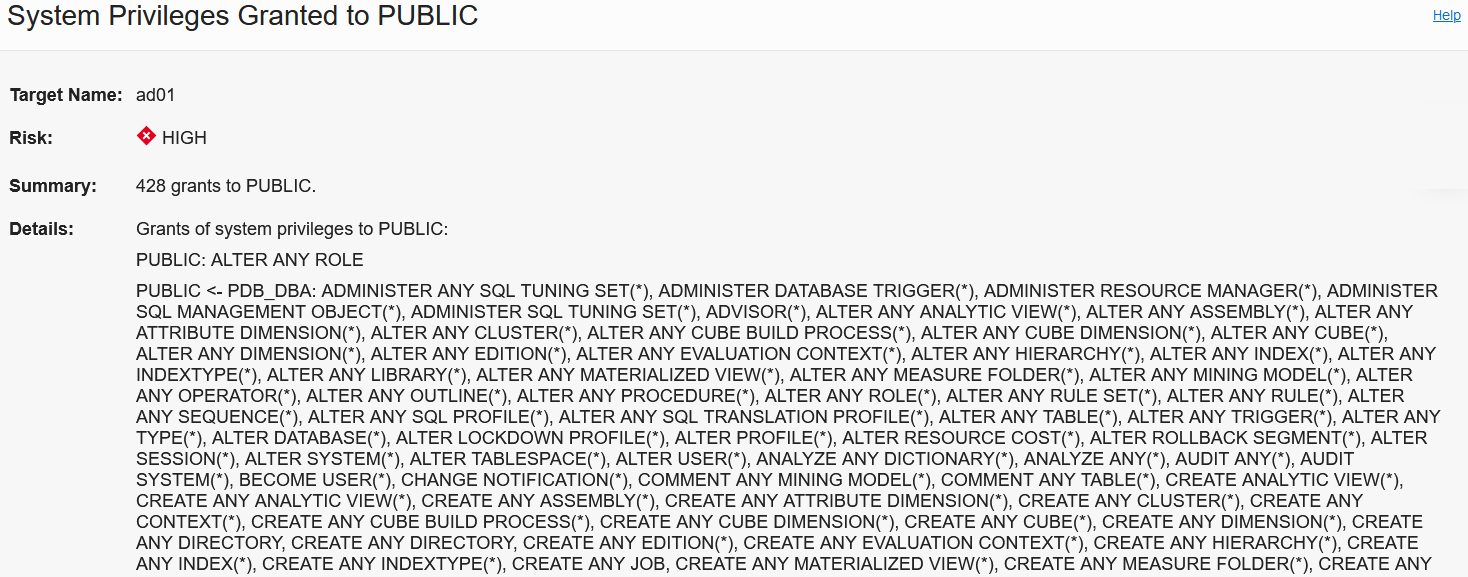 System Privileges Granted to PUBLIC
Help
Target Name: ad01
Risk: HIGH
Summary: 428 grants to PUBLIC.
Details: Grants of system privileges to PUBLIC:
PUBLIC: ALTER ANY ROLE
PUBLIC <- PDB_DBA: ADMINISTER ANY SQL TUNING SET(*), ADMINISTER DATABASE TRIGGER(*), ADMINISTER RESOURCE MANAGER(*), ADMINISTER
SQL MANAGEMENT OBJECT(*), ADMINISTER SQL TUNING SET(*), ADVISOR(*), ALTER ANY ANALYTIC VIEW(*), ALTER ANY ASSEMBLY(*), ALTER ANY
ATTRIBUTE DIMENSION(*), ALTER ANY CLUSTER(*), ALTER ANY CUBE BUILD PROCESS(*), ALTER ANY CUBE DIMENSION(*), ALTER ANY CUBE(*),
ALTER ANY DIMENSION(*), ALTER ANY EDITION(*), ALTER ANY EVALUATION CONTEXT(*), ALTER ANY HIERARCHY(*), ALTER ANY INDEX(*), ALTER ANY
INDEXTYPE(*), ALTER ANY LIBRARY(*), ALTER ANY MATERIALIZED VIEW(*), ALTER ANY MEASURE FOLDER(*), ALTER ANY MINING MODEL(*), ALTER
ANY OPERATOR(*), ALTER ANY OUTLINE(*), ALTER ANY PROCEDURE(*), ALTER ANY ROLE(*), ALTER ANY RULE SET(*), ALTER ANY RULE(*), ALTER
ANY SEQUENCE(*), ALTER ANY SQL PROFILE(*), ALTER ANY SQL TRANSLATION PROFILE(*), ALTER ANY TABLE(*), ALTER ANY TRIGGER(*), ALTER ANY
TYPE(*), ALTER DATABASE(*), ALTER LOCKDOWN PROFILE(*), ALTER PROFILE(*), ALTER RESOURCE COST(*), ALTER ROLLBACK SEGMENT(*), ALTER
SESSION(*), ALTER SYSTEM(*), ALTER TABLESPACE(*), ALTER USER(*), ANALYZE ANY DICTIONARY(*), ANALYZE ANY(*), AUDIT ANY(*), AUDIT
SYSTEM(*), BECOME USER(*), CHANGE NOTIFICATION(*), COMMENT ANY MINING MODEL(*), COMMENT ANY TABLE(*), CREATE ANALYTIC VIEW(*),
CREATE ANY ANALYTIC VIEW(*), CREATE ANY ASSEMBLY(*), CREATE ANY ATTRIBUTE DIMENSION(*), CREATE ANY CLUSTER(*), CREATE ANY
CONTEXT(*), CREATE ANY CUBE BUILD PROCESS(*), CREATE ANY CUBE DIMENSION(*), CREATE ANY CUBE(*), CREATE ANY DIMENSION(*), CREATE
ANY DIRECTORY, CREATE ANY DIRECTORY, CREATE ANY EDITION(*), CREATE ANY EVALUATION CONTEXT(*), CREATE ANY HIERARCHY(*), CREATE
ANY INDEX(*), CREATE ANY INDEXTYPE(*), CREATE ANY JOB, CREATE ANY MATERIALIZED VIEW(*), CREATE ANY MEASURE FOLDER(*), CREATE ANY